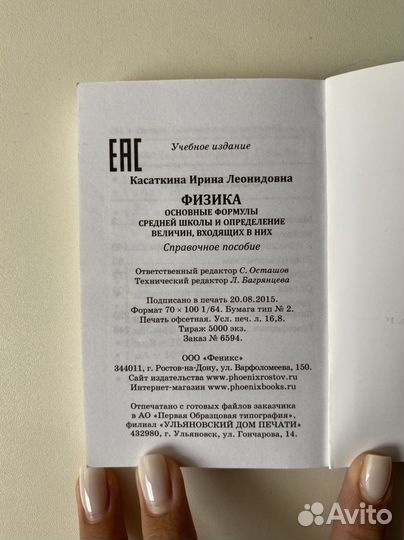 Учебное издание
EAC
Касаткина Ирина Леонидовна
ФИЗИКА
ОСНОВНЫЕ ФОРМУЛЫ
СРЕДНЕЙ ШКОЛЫ И ОПРЕДЕЛЕНИЕ
ВЕЛИЧИН, ВХОДЯЩИХ В НИХ
Справочное пособие
Ответственный редактор С. Осташов
Технический редактор Л. Багрянцева
Подписано в печать 20.08.2015.
Формат 70 × 100 1/64. Бумага тип № 2.
Печать офсетная. Усл. печ. л. 16,8.
Тираж 5000 экз.
Заказ № 6594.
ООО «Феникс»
344011, г. Ростов-на-Дону, ул. Варфоломеева, 150.
Сайт издательства www.phoenixrostov.ru
Интернет-магазин www.phoenixbooks.ru
Отпечатано с готовых файлов заказчика
в АО «Первая Образцовая типография»,
филиал «УЛЬЯНОВСКИЙ ДОМ ПЕЧАТИ»
432980, г. Ульяновск, ул. Гончарова, 14.
Avito